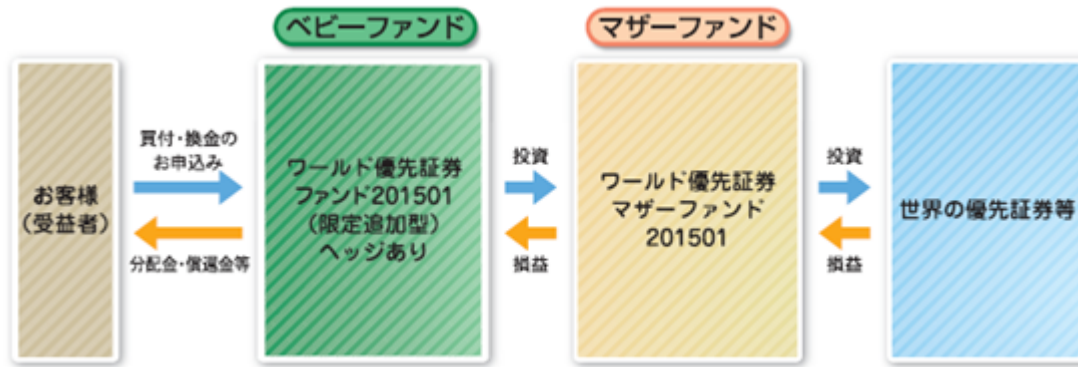 ベビーファンド
マザーファンド
お客様
(受益者)
買付・換金の
お申込み
分配金・償還金等
ワールド優先証券
ファンド201501
(限定追加型)
ヘッジあり
投資
損益
ワールド優先証券
マザーファンド
201501
投資
損益
世界の優先証券等